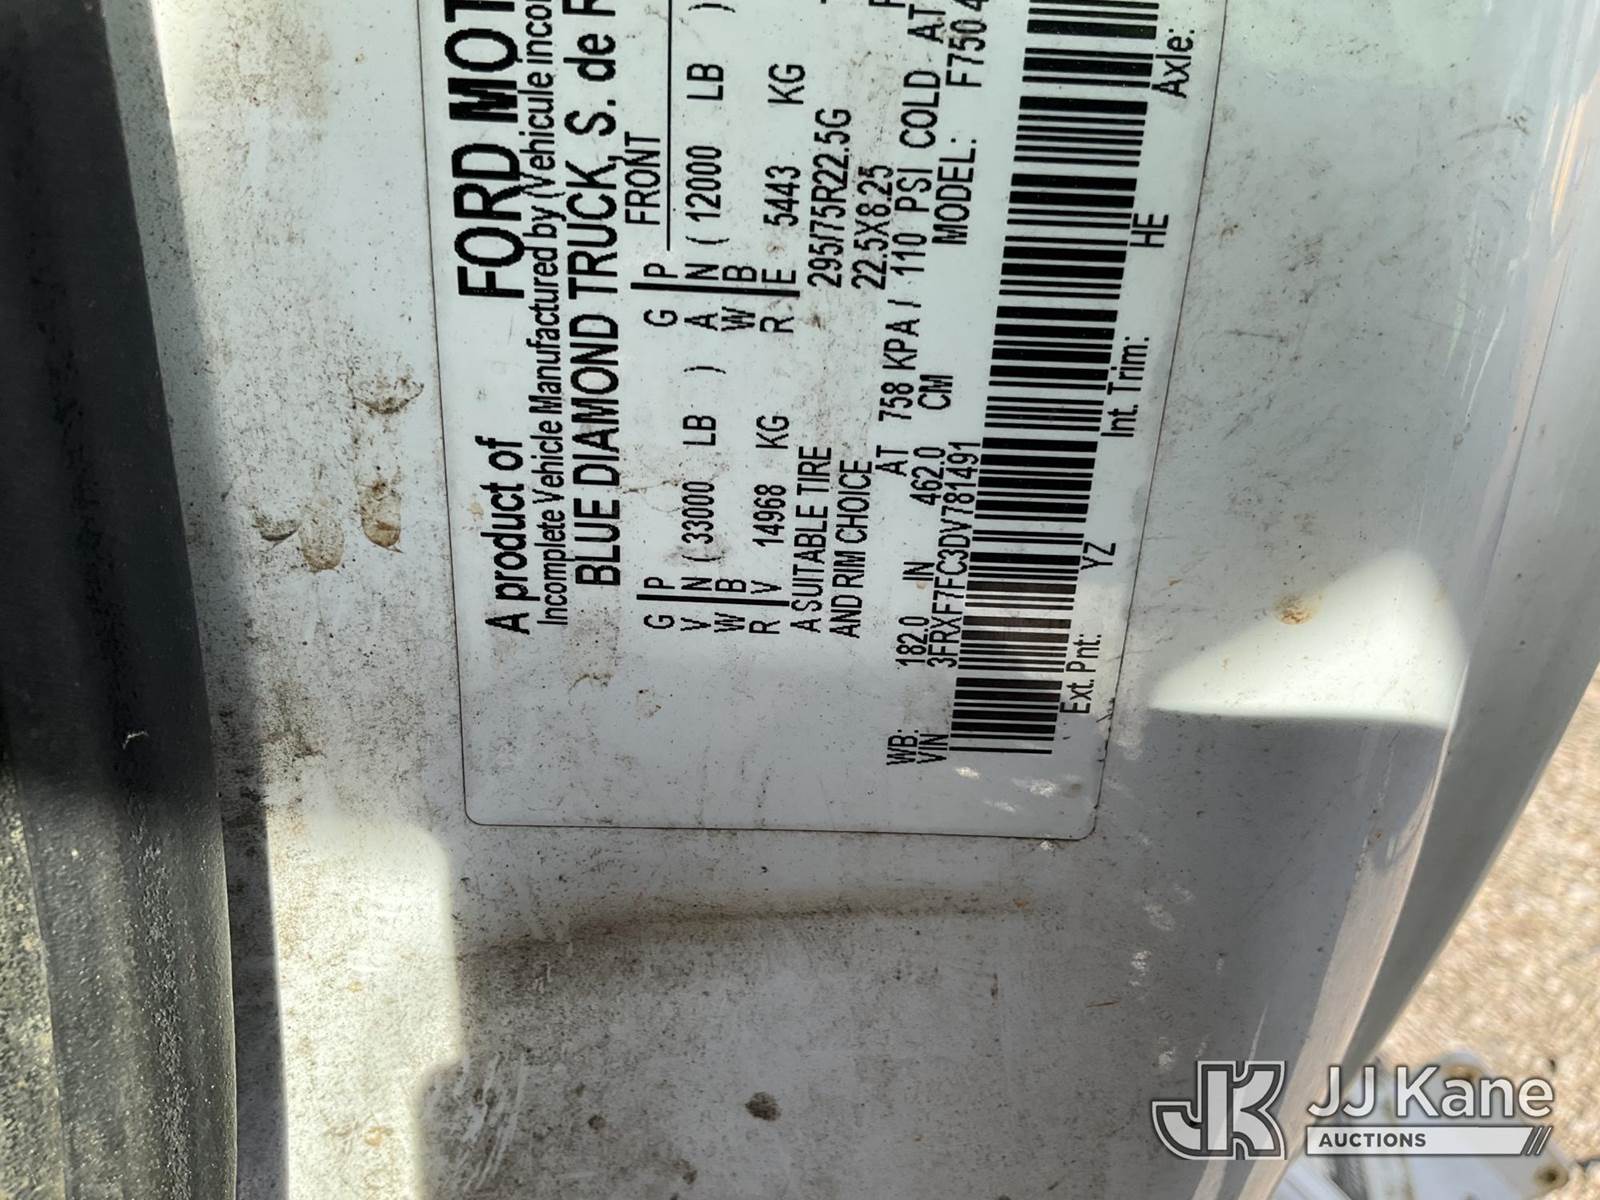 A product of FORD MOT
Incomplete Vehicle Manufactured by (Vehicule incom
BLUE DIAMOND TRUCK, S. de R
FRONT
G P G P
V N ( 33000 LB ) A N ( 12000 LB )
W B W B
R V 14968 KG R E 5443 KG
A SUITABLE TIRE 295/75R22.5G
AND RIM CHOICE 22.5X8.25
AT 758 KPA / 110 PSI COLD AT
WB: 182.0 IN 462.0 CM MODEL: F750 4
VIN 3FRXF7FC3DV781491
Ext. Pnt: YZ Int. Trim: HE Axle:
JK JJ Kane
AUCTIONS